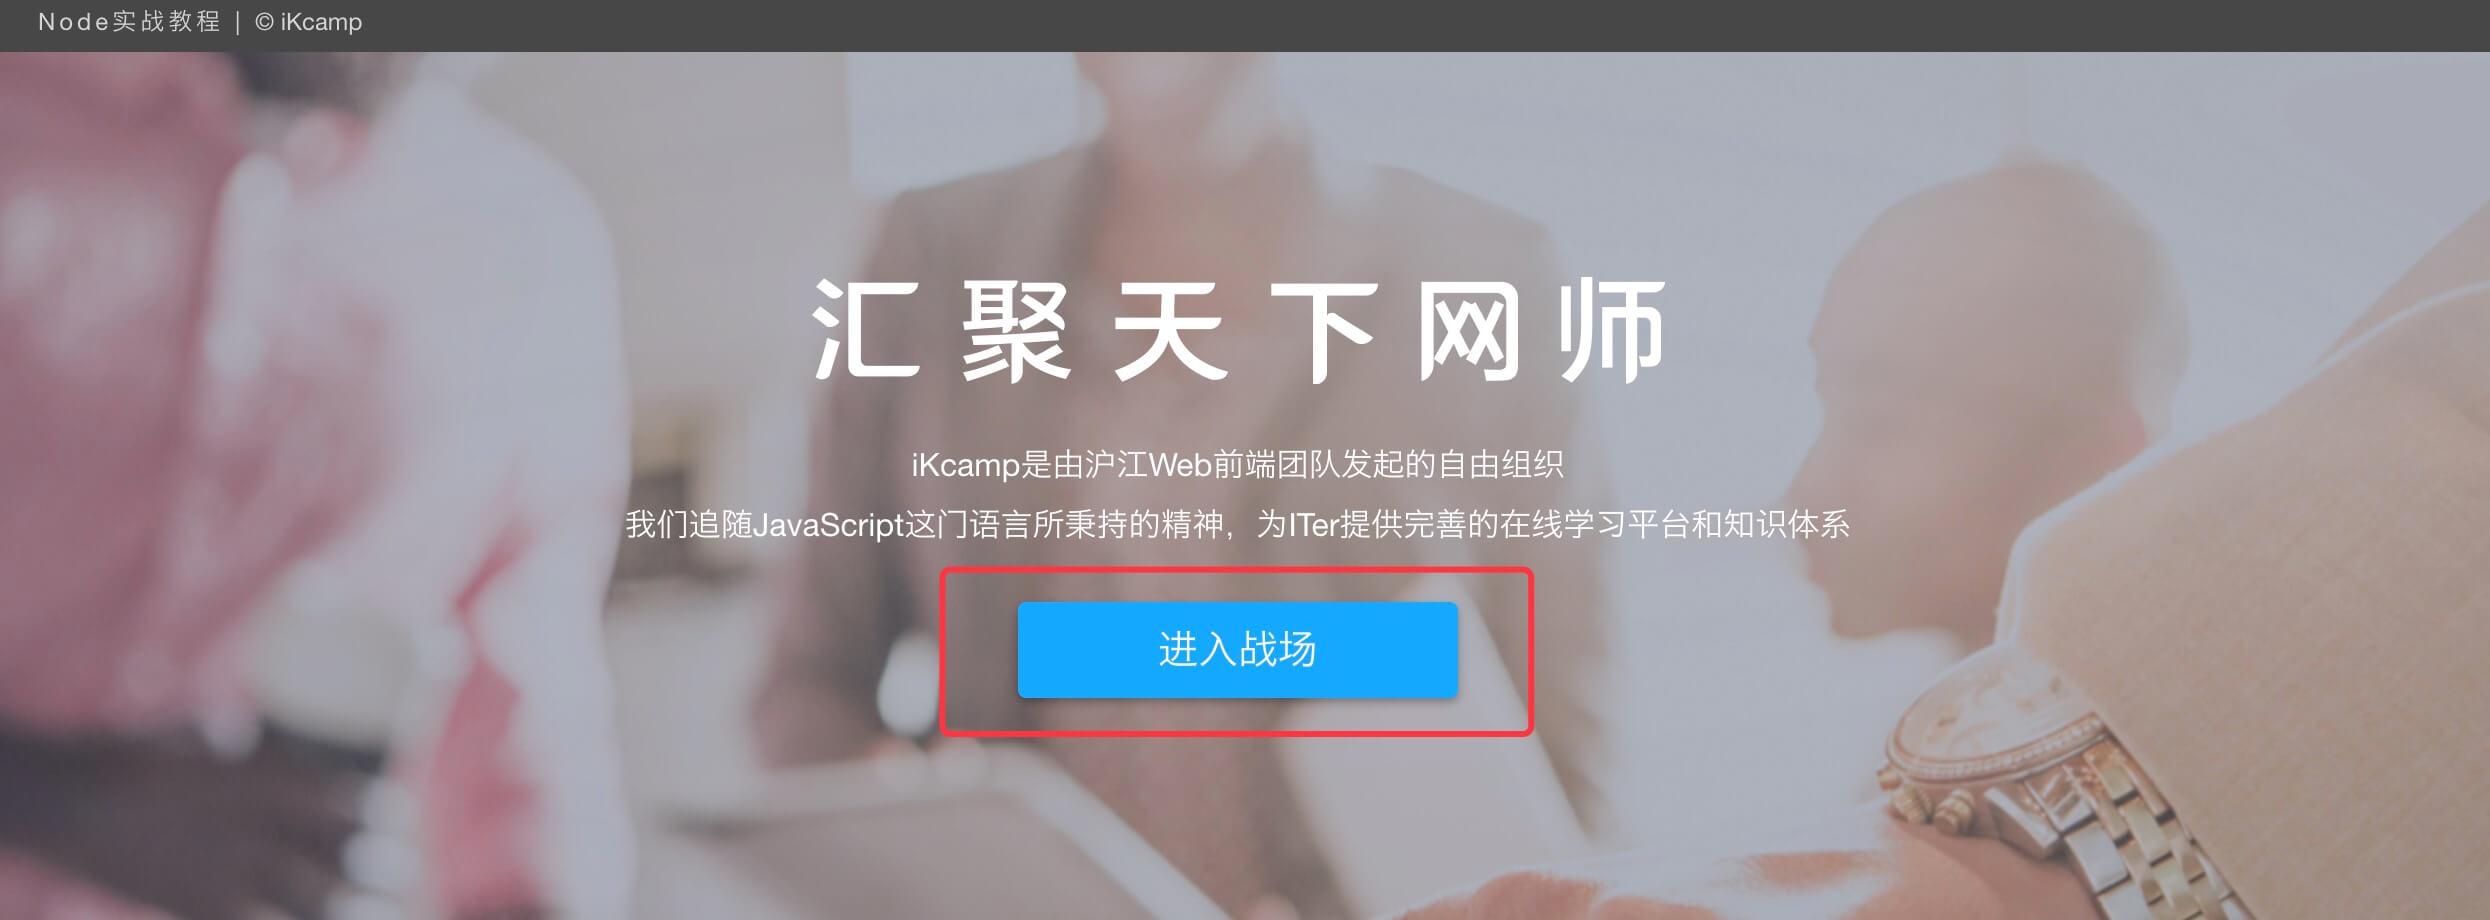 Node实战教程 | © iKcamp
汇聚天下网师
iKcamp是由沪江Web前端团队发起的自由组织
我们追随JavaScript这门语言所秉持的精神，为ITer提供完善的在线学习平台和知识体系
进入战场